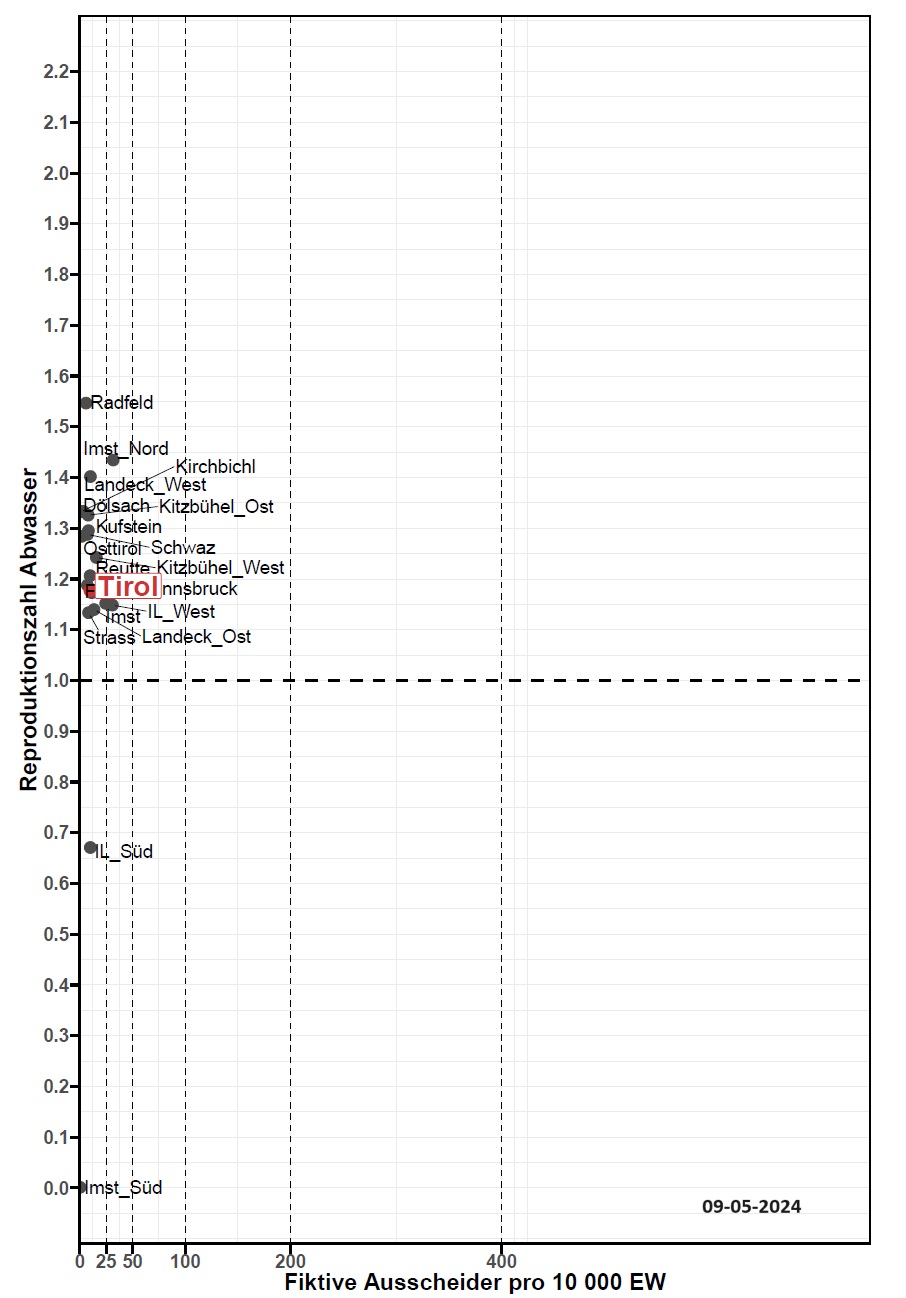 2.2
2.1
2.0
1.9
1.8
1.7
1.6
1.5
1.4
1.3
1.2
1.1
1.0
0.9
0.8
0.7
0.6
0.5
0.4
0.3
0.2
0.1
0.0
Reproduktionszahl Abwasser
Radfeld
Imst_Nord
Kirchbichl
Landeck_West
Dölsach
Kitzbühel_Ost
Kufstein
Osttirol
Schwaz
Reutte
Kitzbühel_West
Tirol
nnsbruck
Imst
IL_West
Strass
Landeck_Ost
IL_Süd
Imst_Süd
09-05-2024
0 25 50 100 200 400
Fiktive Ausscheider pro 10 000 EW